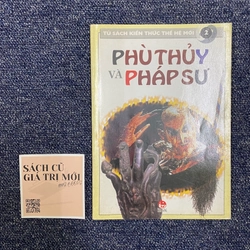 TỦ SÁCH KIẾN THỨC THẾ HỆ MỚI
2
PHÙ THỦY
VÀ PHÁP SƯ
SÁCH CŨ
GIÁ TRỊ MỚI